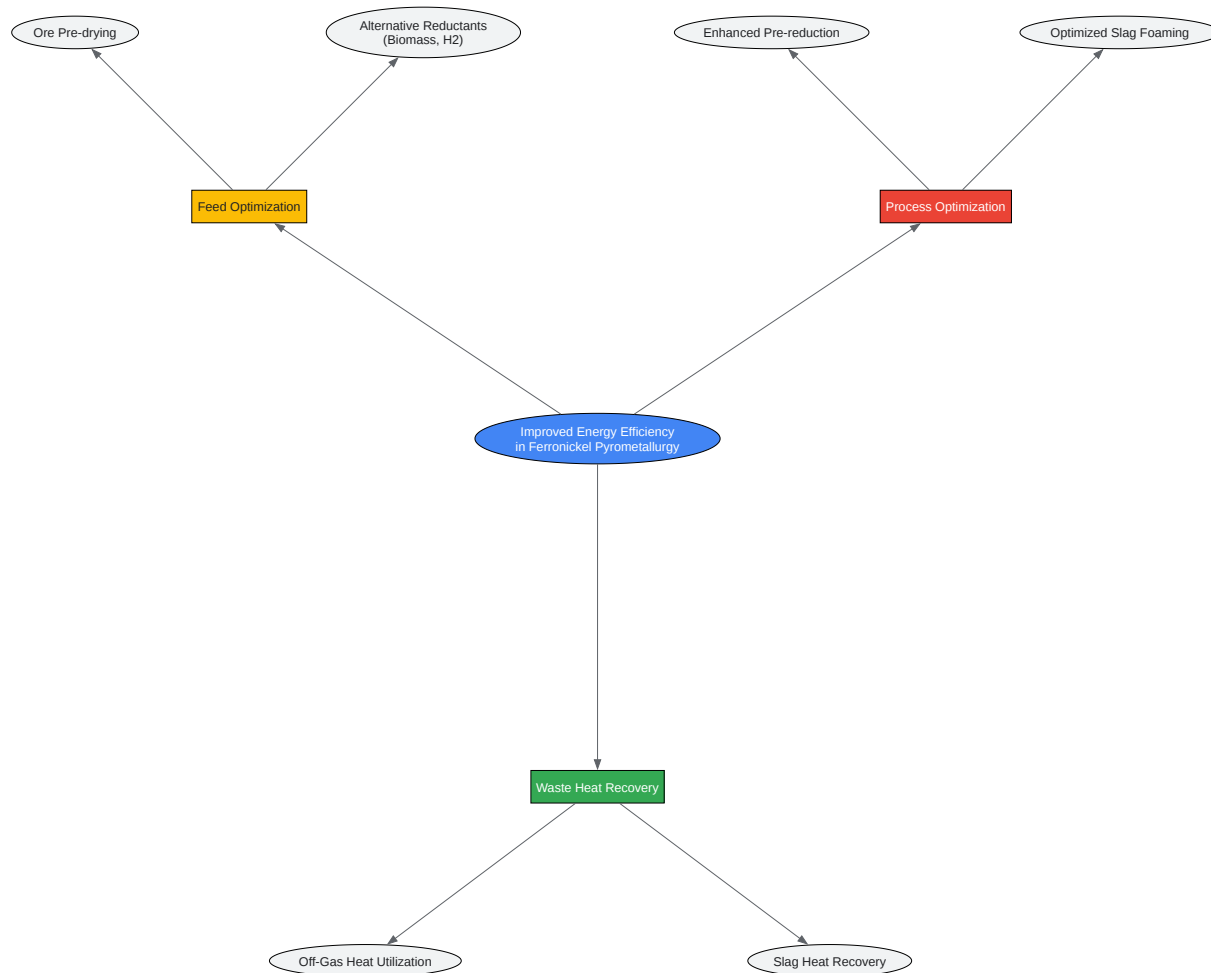 Ore Pre-drying
Alternative Reductants
(Biomass, H2)
Enhanced Pre-reduction
Optimized Slag Foaming
Feed Optimization
Process Optimization
Improved Energy Efficiency
in Ferronickel Pyrometallurgy
Waste Heat Recovery
Off-Gas Heat Utilization
Slag Heat Recovery